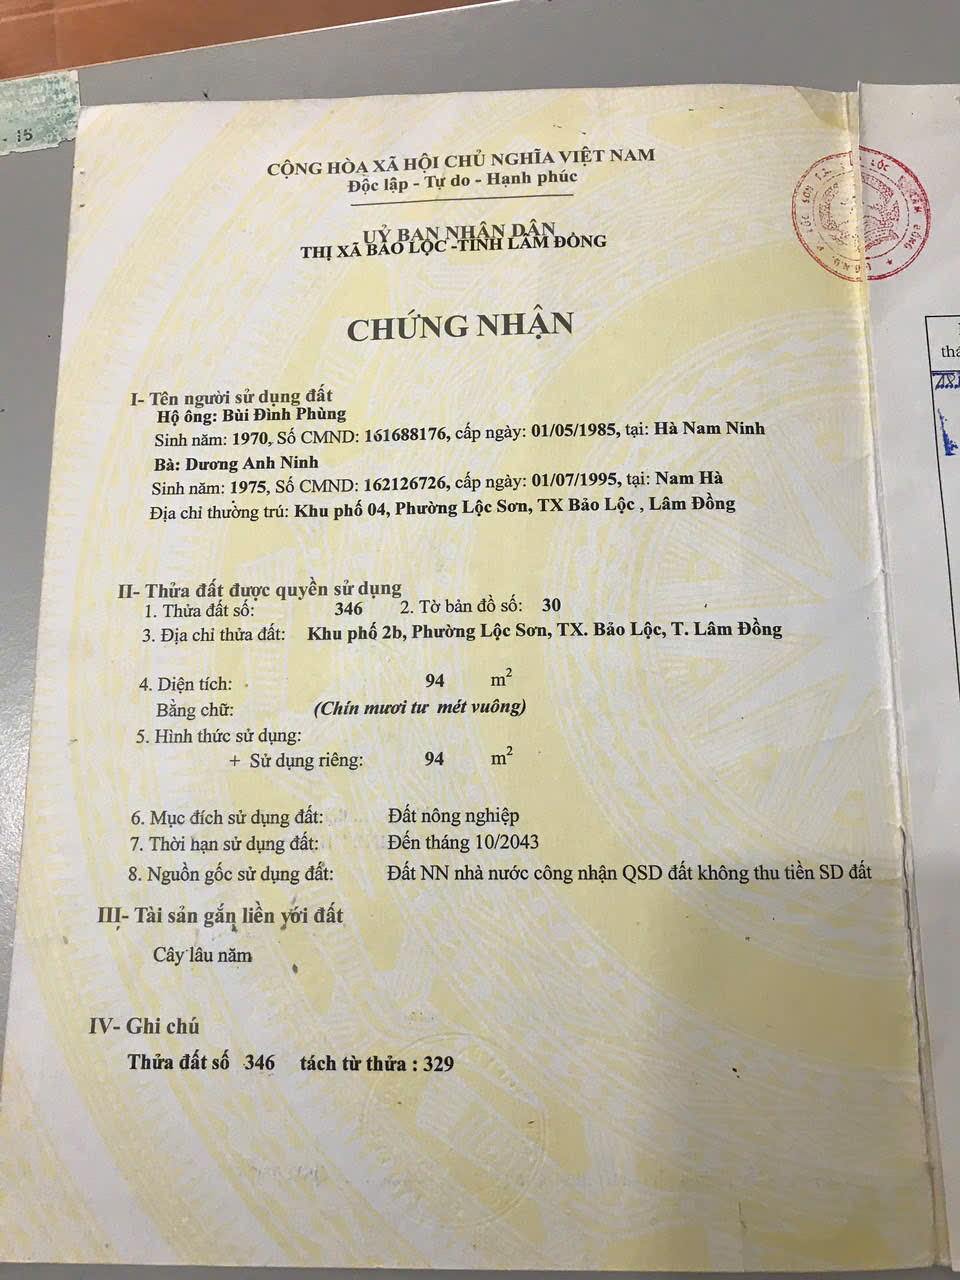 - 15
CỘNG HÒA XÃ HỘI CHỦ NGHĨA VIỆT NAM
Độc lập - Tự do - Hạnh phúc
UỶ BAN NHÂN DÂN
THỊ XÃ BẢO LỘC -TỈNH LÂM ĐỒNG
CHỨNG NHẬN
I- Tên người sử dụng đất
Hộ ông: Bùi Đình Phùng
Sinh năm: 1970, Số CMND: 161688176, cấp ngày: 01/05/1985, tại: Hà Nam Ninh
Bà: Dương Anh Ninh
Sinh năm: 1975, Số CMND: 162126726, cấp ngày: 01/07/1995, tại: Nam Hà
Địa chỉ thường trú: Khu phố 04, Phường Lộc Sơn, TX Bảo Lộc , Lâm Đồng
II- Thửa đất được quyền sử dụng
1. Thửa đất số: 346 2. Tờ bản đồ số: 30
3. Địa chỉ thửa đất: Khu phố 2b, Phường Lộc Sơn, TX. Bảo Lộc, T. Lâm Đồng
4. Diện tích: 94 m²
Bằng chữ: (Chín mươi tư mét vuông)
5. Hình thức sử dụng:
+ Sử dụng riêng: 94 m²
6. Mục đích sử dụng đất: Đất nông nghiệp
7. Thời hạn sử dụng đất: Đến tháng 10/2043
8. Nguồn gốc sử dụng đất: Đất NN nhà nước công nhận QSD đất không thu tiền SD đất
III- Tài sản gắn liền với đất
Cây lâu năm
IV- Ghi chú
Thửa đất số 346 tách từ thửa : 329